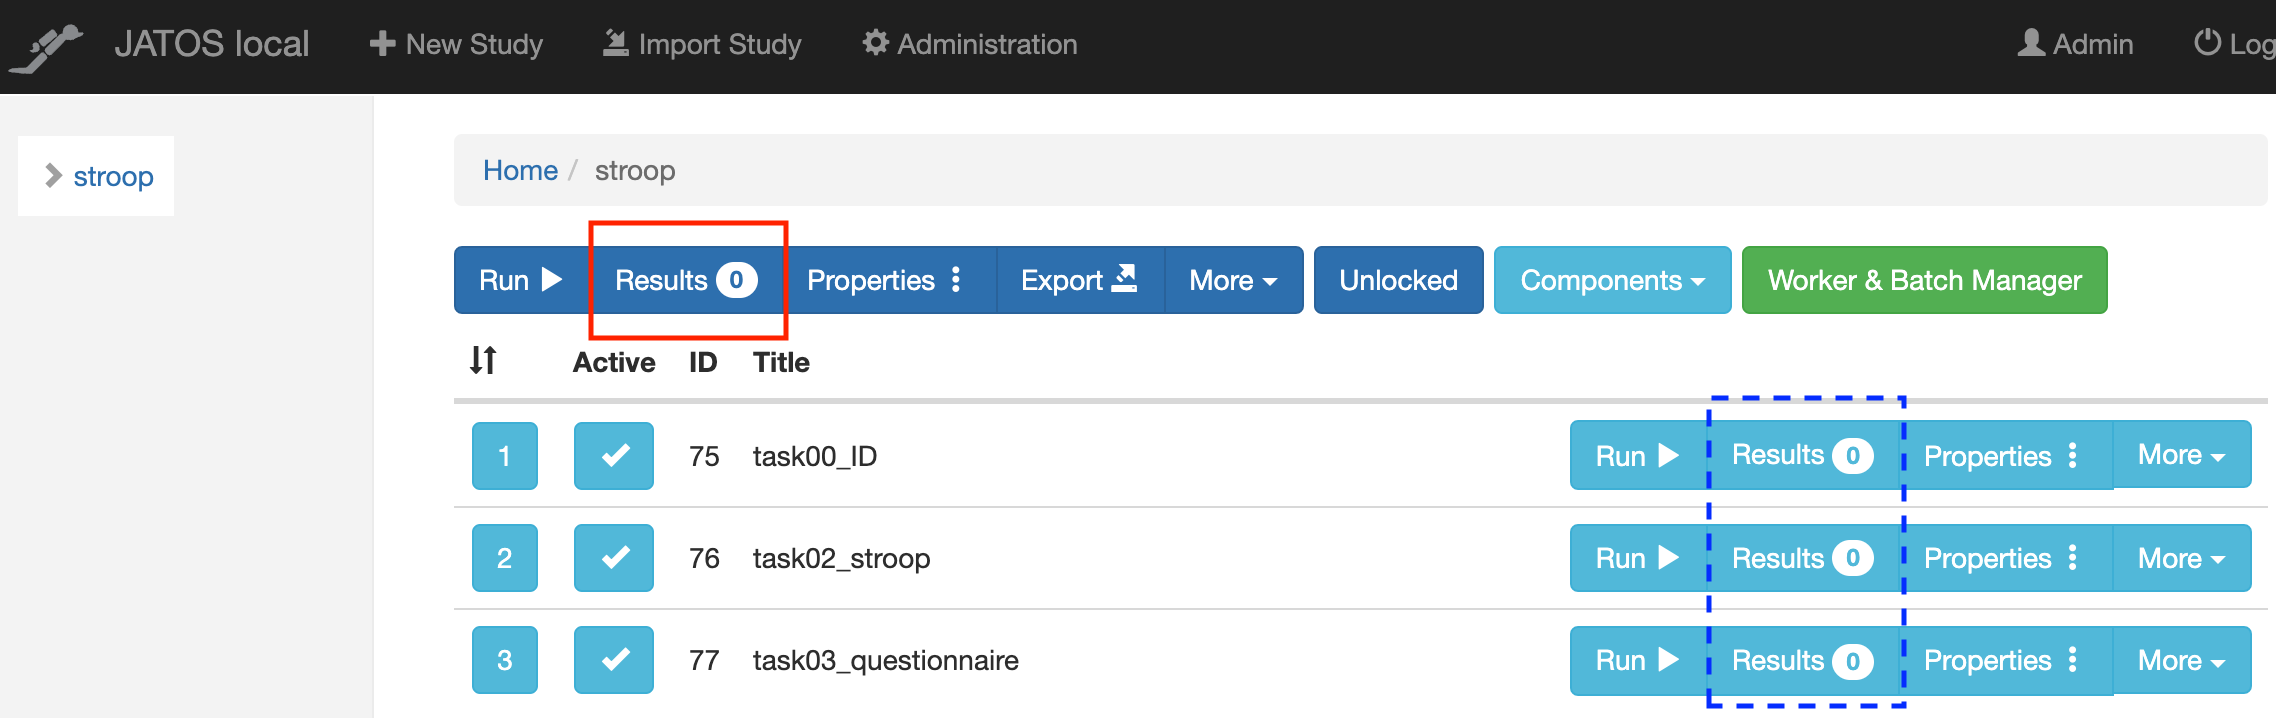 JATOS local New Study Import Study Administration Admin Log
stroop
Home / stroop
Run Results 0 Properties Export More Unlocked Components Worker & Batch Manager
Active ID Title
1 75 task00_ID Run Results 0 Properties More
2 76 task02_stroop Run Results 0 Properties More
3 77 task03_questionnaire Run Results 0 Properties More